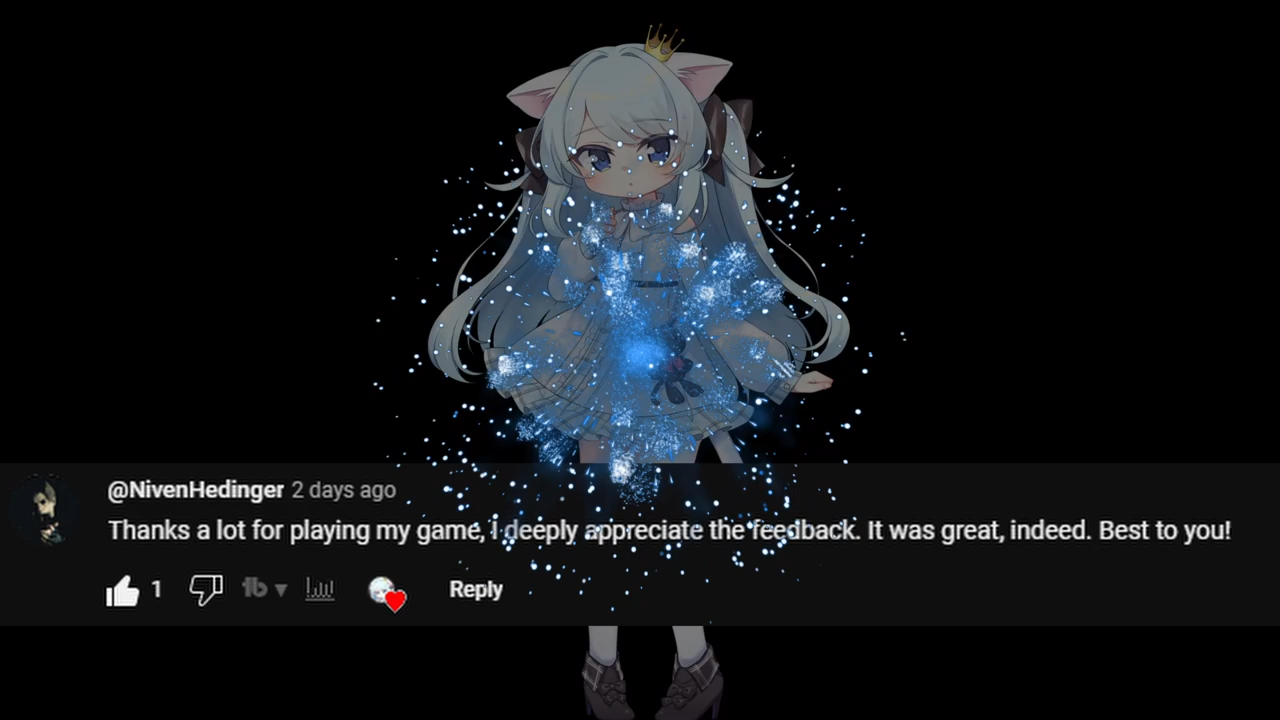 @NivenHedinger 2 days ago
Thanks a lot for playing my game, I deeply appreciate the feedback. It was great, indeed. Best to you!
1 tb Reply